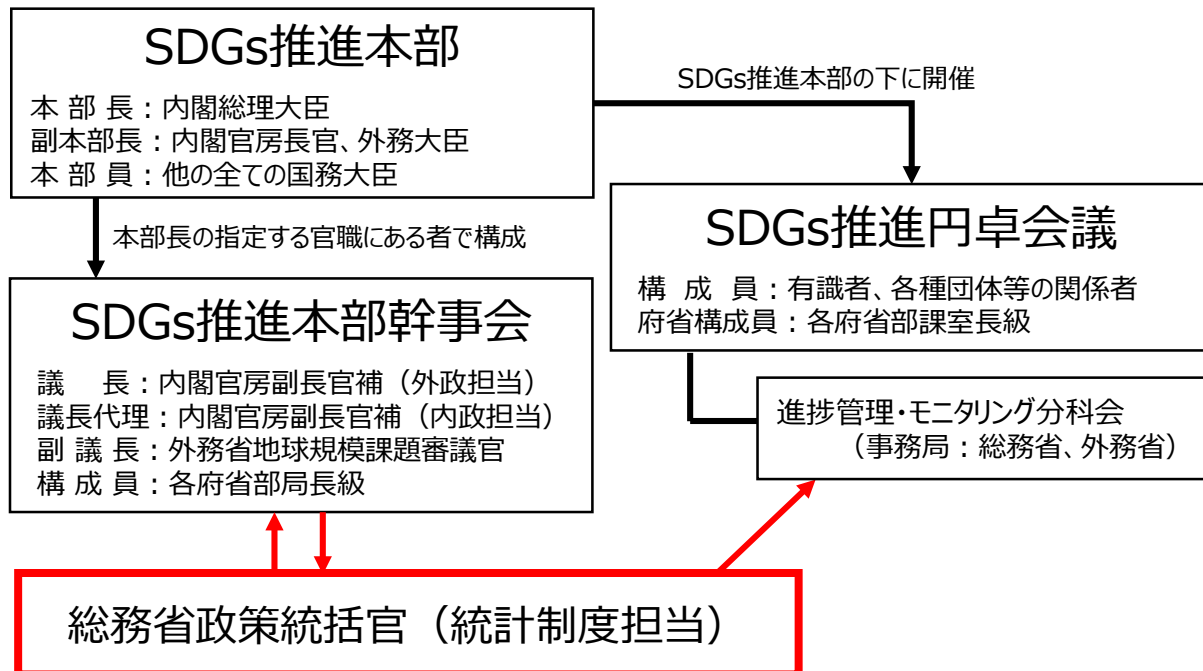 SDGs推進本部
本 部 長：内閣総理大臣
副本部長：内閣官房長官、外務大臣
本 部 員：他の全ての国務大臣
SDGs推進本部の下に開催
本部長の指定する官職にある者で構成
SDGs推進円卓会議
構 成 員：有識者、各種団体等の関係者
府省構成員：各府省部課室長級
SDGs推進本部幹事会
議 長：内閣官房副長官補（外政担当）
議長代理：内閣官房副長官補（内政担当）
副 議 長：外務省地球規模課題審議官
構 成 員：各府省部局長級
進捗管理・モニタリング分科会
（事務局：総務省、外務省）
総務省政策統括官（統計制度担当）